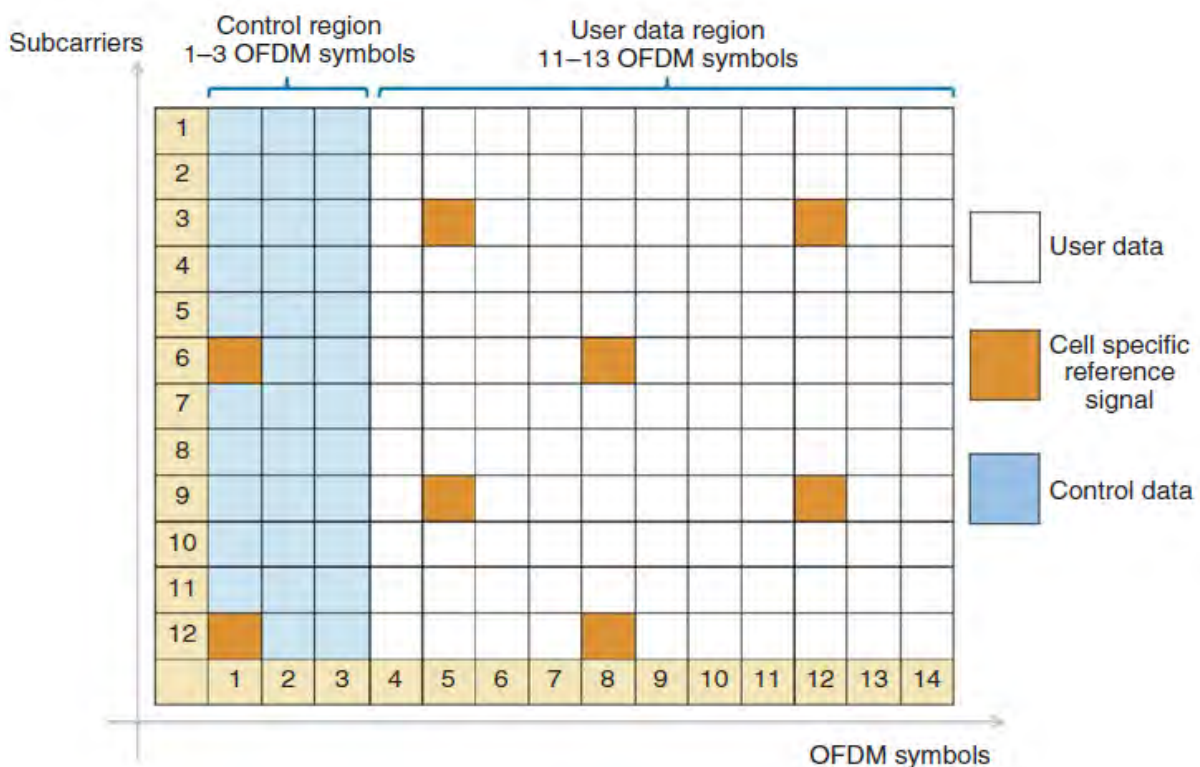 Control region
1–3 OFDM symbols
User data region
11–13 OFDM symbols
Subcarriers
1
2
3
4
5
6
7
8
9
10
11
12
1 2 3 4 5 6 7 8 9 10 11 12 13 14
OFDM symbols
User data
Cell specific
reference
signal
Control data